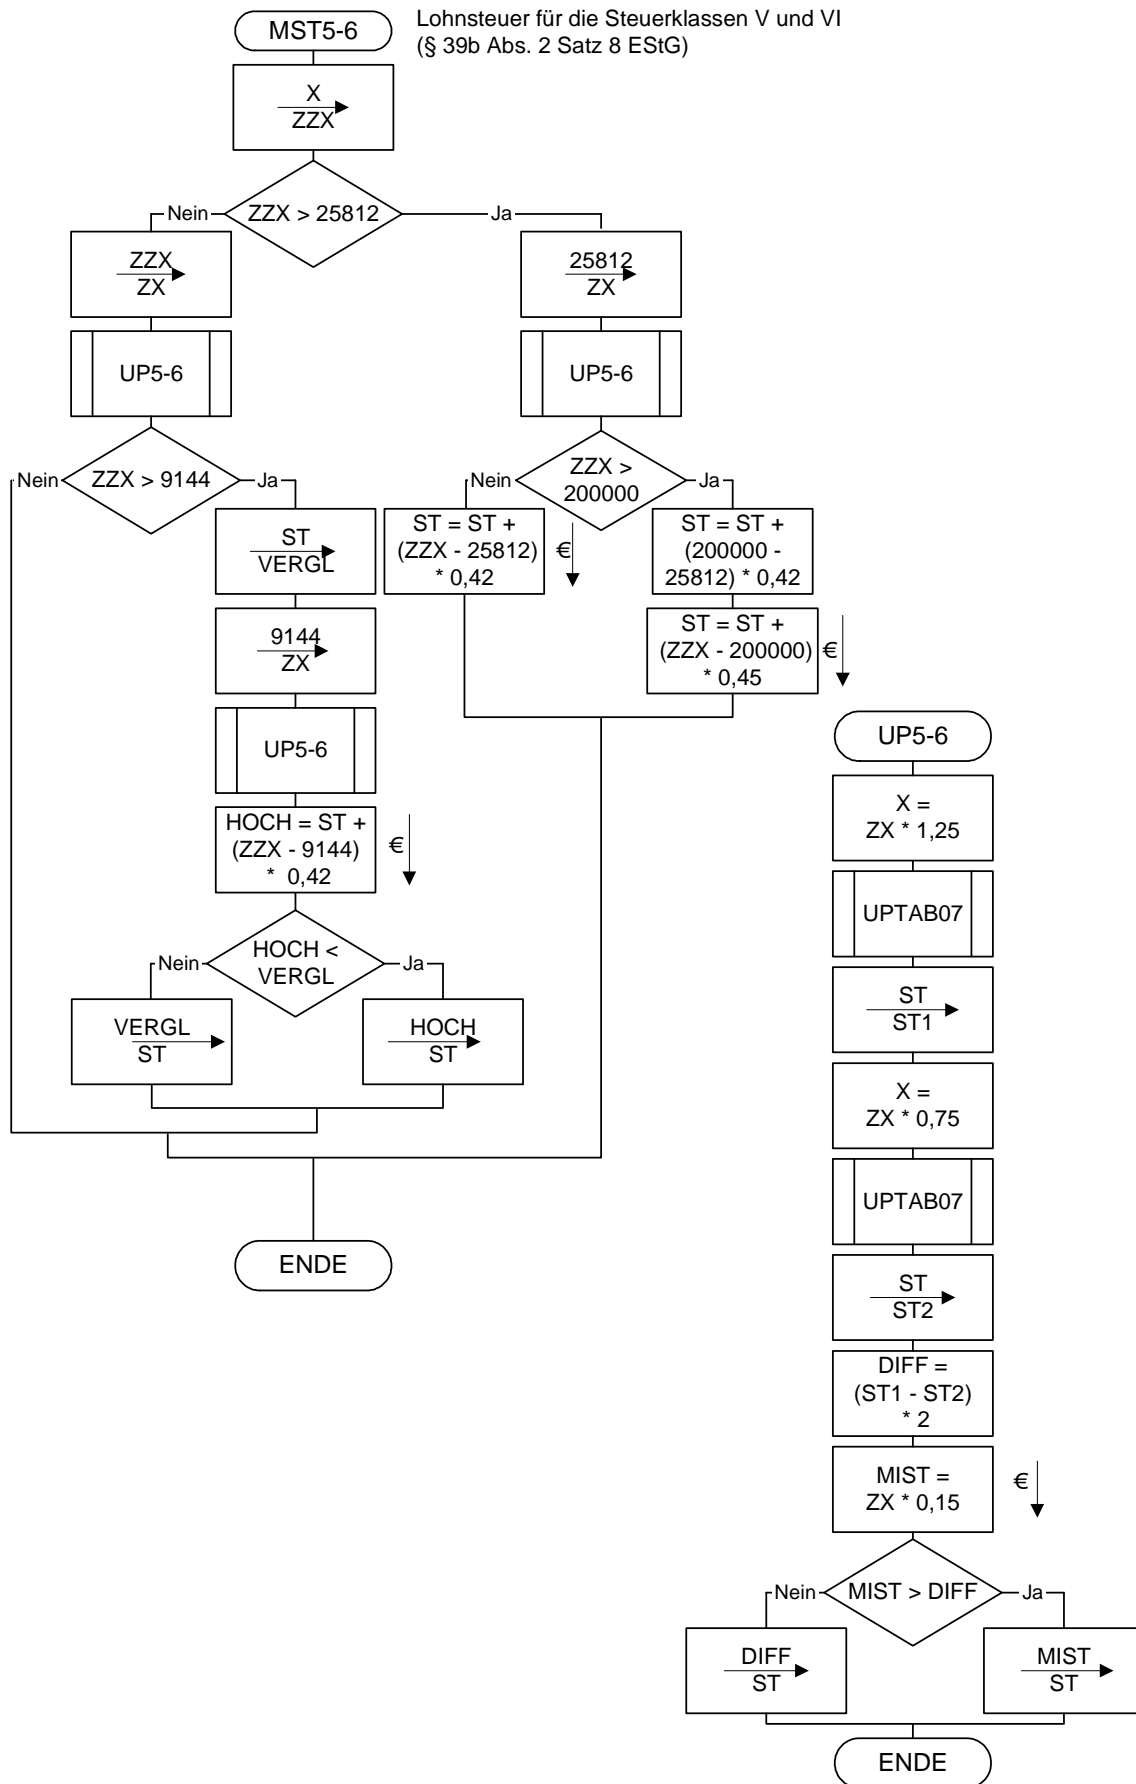 MST5-6
Lohnsteuer für die Steuerklassen V und VI
(§ 39b Abs. 2 Satz 8 EStG)
X
ZZX
ZZX > 25812
Nein
Ja
ZZX
ZX
25812
ZX
UP5-6
UP5-6
Nein
ZZX > 9144
Ja
Nein
ZZX >
200000
Ja
ST
VERGL
ST = ST +
(ZZX - 25812)
* 0,42
€
ST = ST +
(200000 -
25812) * 0,42
9144
ZX
ST = ST +
(ZZX - 200000)
* 0,45
€
UP5-6
HOCH = ST +
(ZZX - 9144)
* 0,42
€
Nein
HOCH <
VERGL
Ja
VERGL
ST
HOCH
ST
ENDE
UP5-6
X =
ZX * 1,25
UPTAB07
ST
ST1
X =
ZX * 0,75
UPTAB07
ST
ST2
DIFF =
(ST1 - ST2)
* 2
MIST =
ZX * 0,15
€
Nein
MIST > DIFF
Ja
DIFF
ST
MIST
ST
ENDE